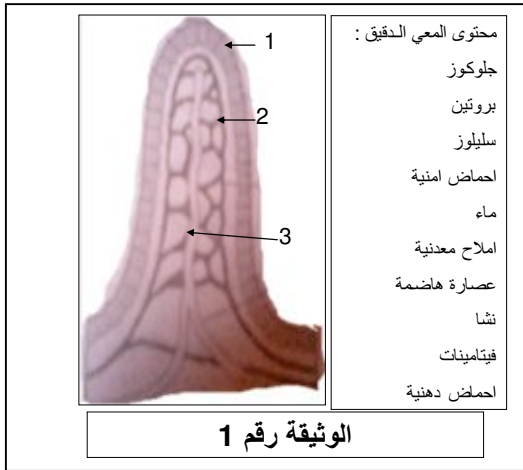 محتوى المعي الدقيق :
جلوكوز
بروتين
سليلوز
احماض امنية
ماء
املاح معدنية
عصارة هاضمة
نشا
فيتامينات
احماض دهنية
1
2
3
الوثيقة رقم 1